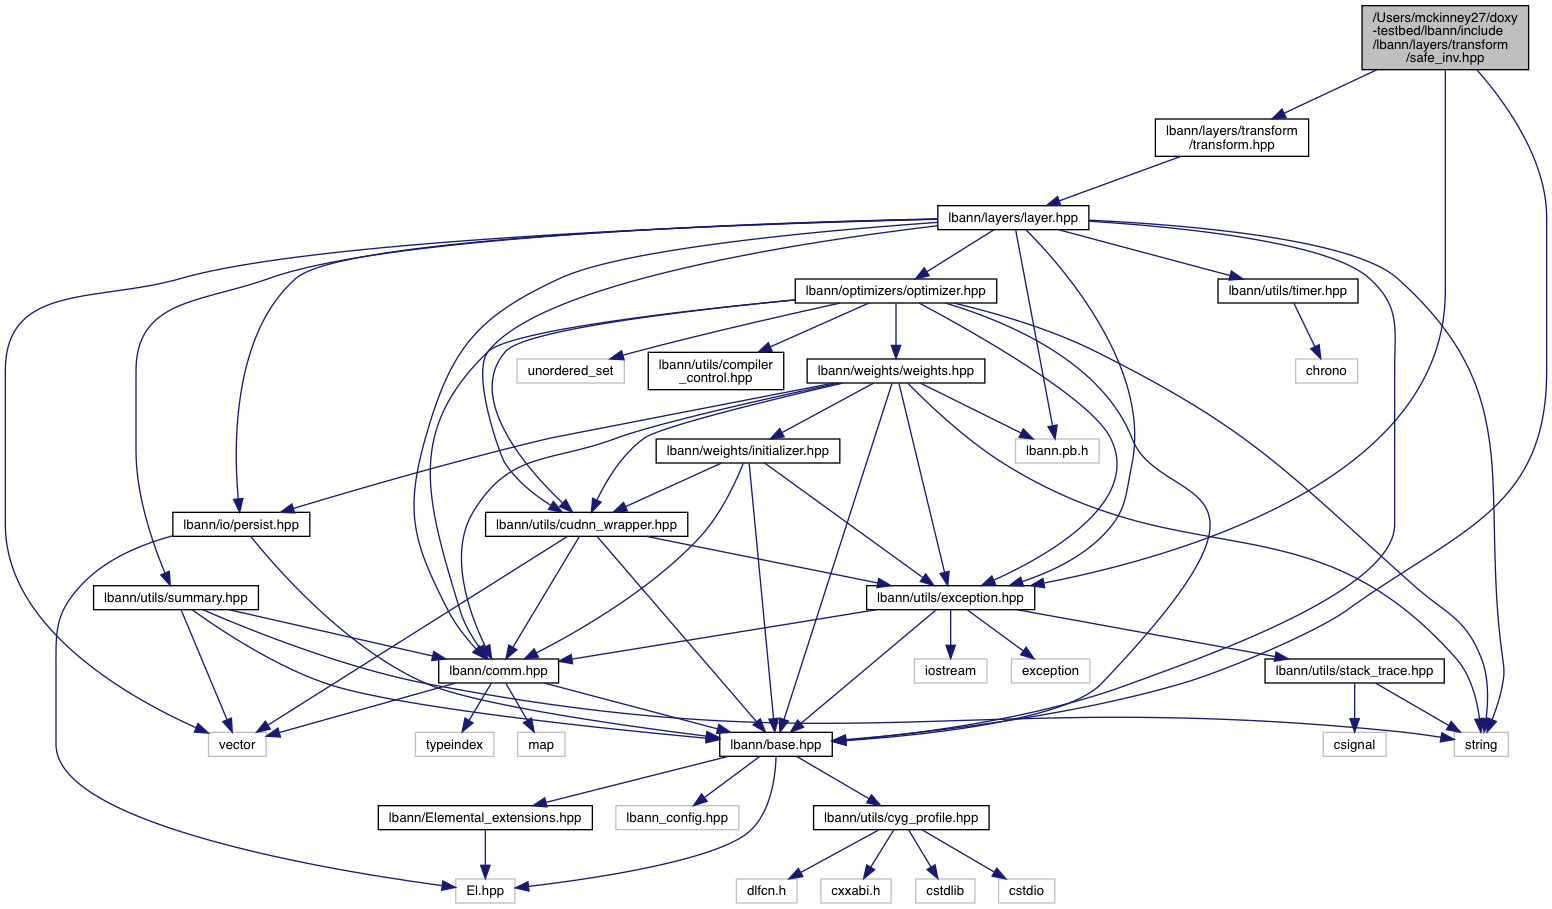 /Users/mckinney27/doxy
-testbed/lbann/include
/lbann/layers/transform
/safe_inv.hpp
lbann/layers/transform
/transform.hpp
lbann/layers/layer.hpp
lbann/optimizers/optimizer.hpp
lbann/utils/timer.hpp
unordered_set
lbann/utils/compiler
_control.hpp
lbann/weights/weights.hpp
chrono
lbann/weights/initializer.hpp
lbann.pb.h
lbann/io/persist.hpp
lbann/utils/cudnn_wrapper.hpp
lbann/utils/summary.hpp
lbann/utils/exception.hpp
lbann/comm.hpp
iostream
exception
lbann/utils/stack_trace.hpp
vector
typeindex
map
lbann/base.hpp
csignal
string
lbann/Elemental_extensions.hpp
lbann_config.hpp
lbann/utils/cyg_profile.hpp
El.hpp
dlfcn.h
cxxabi.h
cstdlib
cstdio